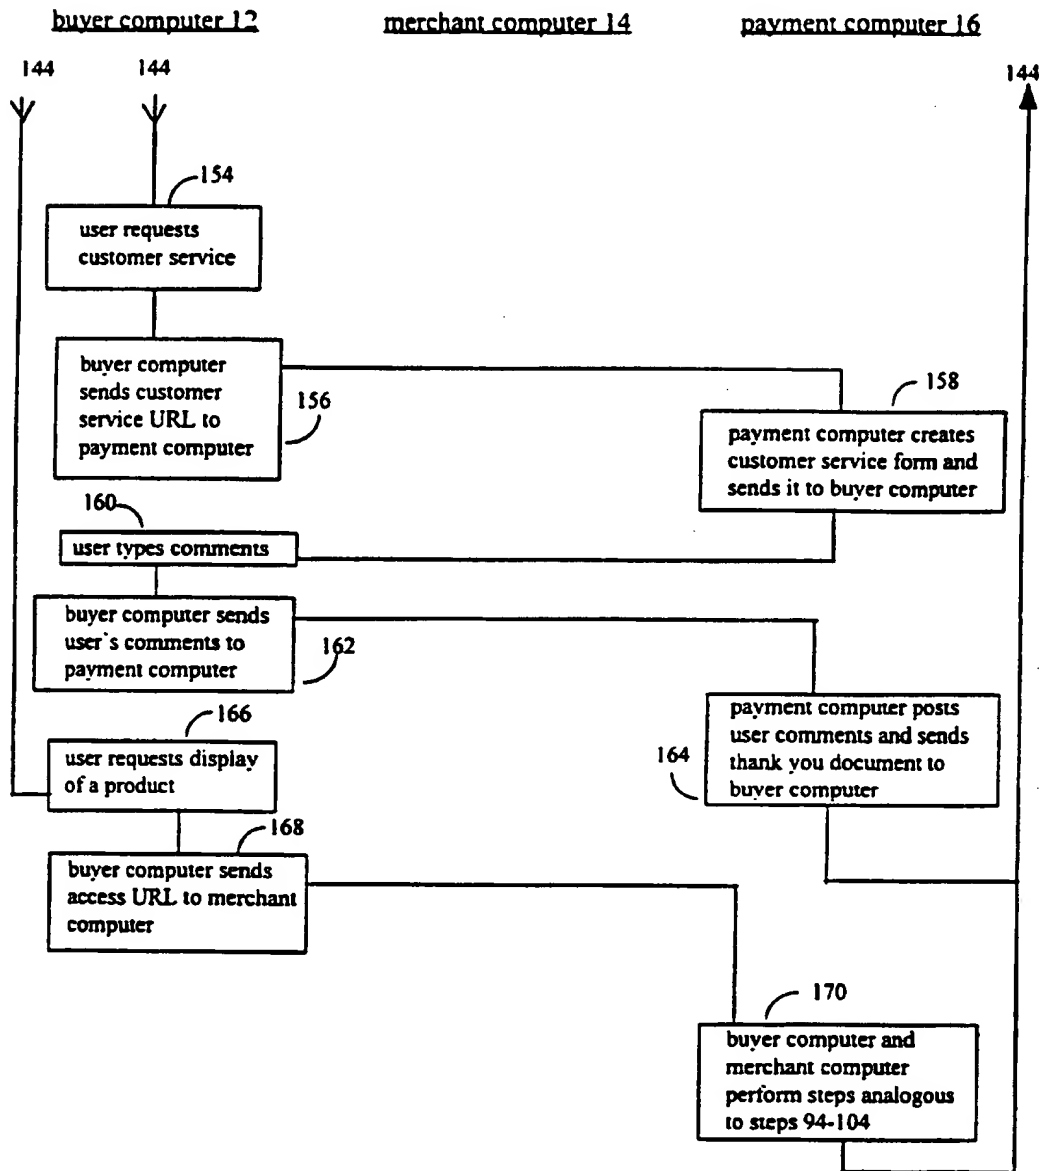 buyer computer 12
merchant computer 14
payment computer 16
144
144
144
154
user requests
customer service
buyer computer
sends customer
service URL to
payment computer
156
158
payment computer creates
customer service form and
sends it to buyer computer
160
user types comments
buyer computer sends
user's comments to
payment computer
162
payment computer posts
user comments and sends
thank you document to
buyer computer
164
166
user requests display
of a product
168
buyer computer sends
access URL to merchant
computer
170
buyer computer and
merchant computer
perform steps analogous
to steps 94-104